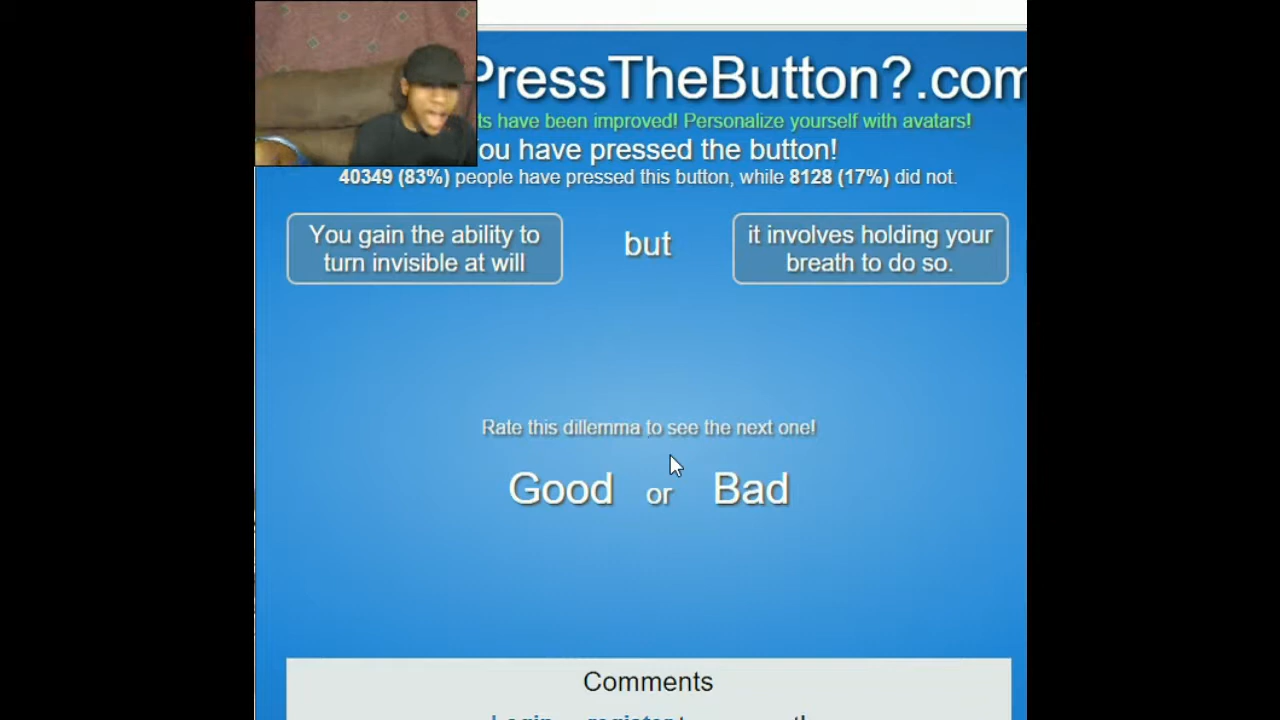 PressTheButton?.com
ts have been improved! Personalize yourself with avatars!
ou have pressed the button!
40349 (83%) people have pressed this button, while 8128 (17%) did not.
You gain the ability to
turn invisible at will
but
it involves holding your
breath to do so.
Rate this dillemma to see the next one!
Good or Bad
Comments